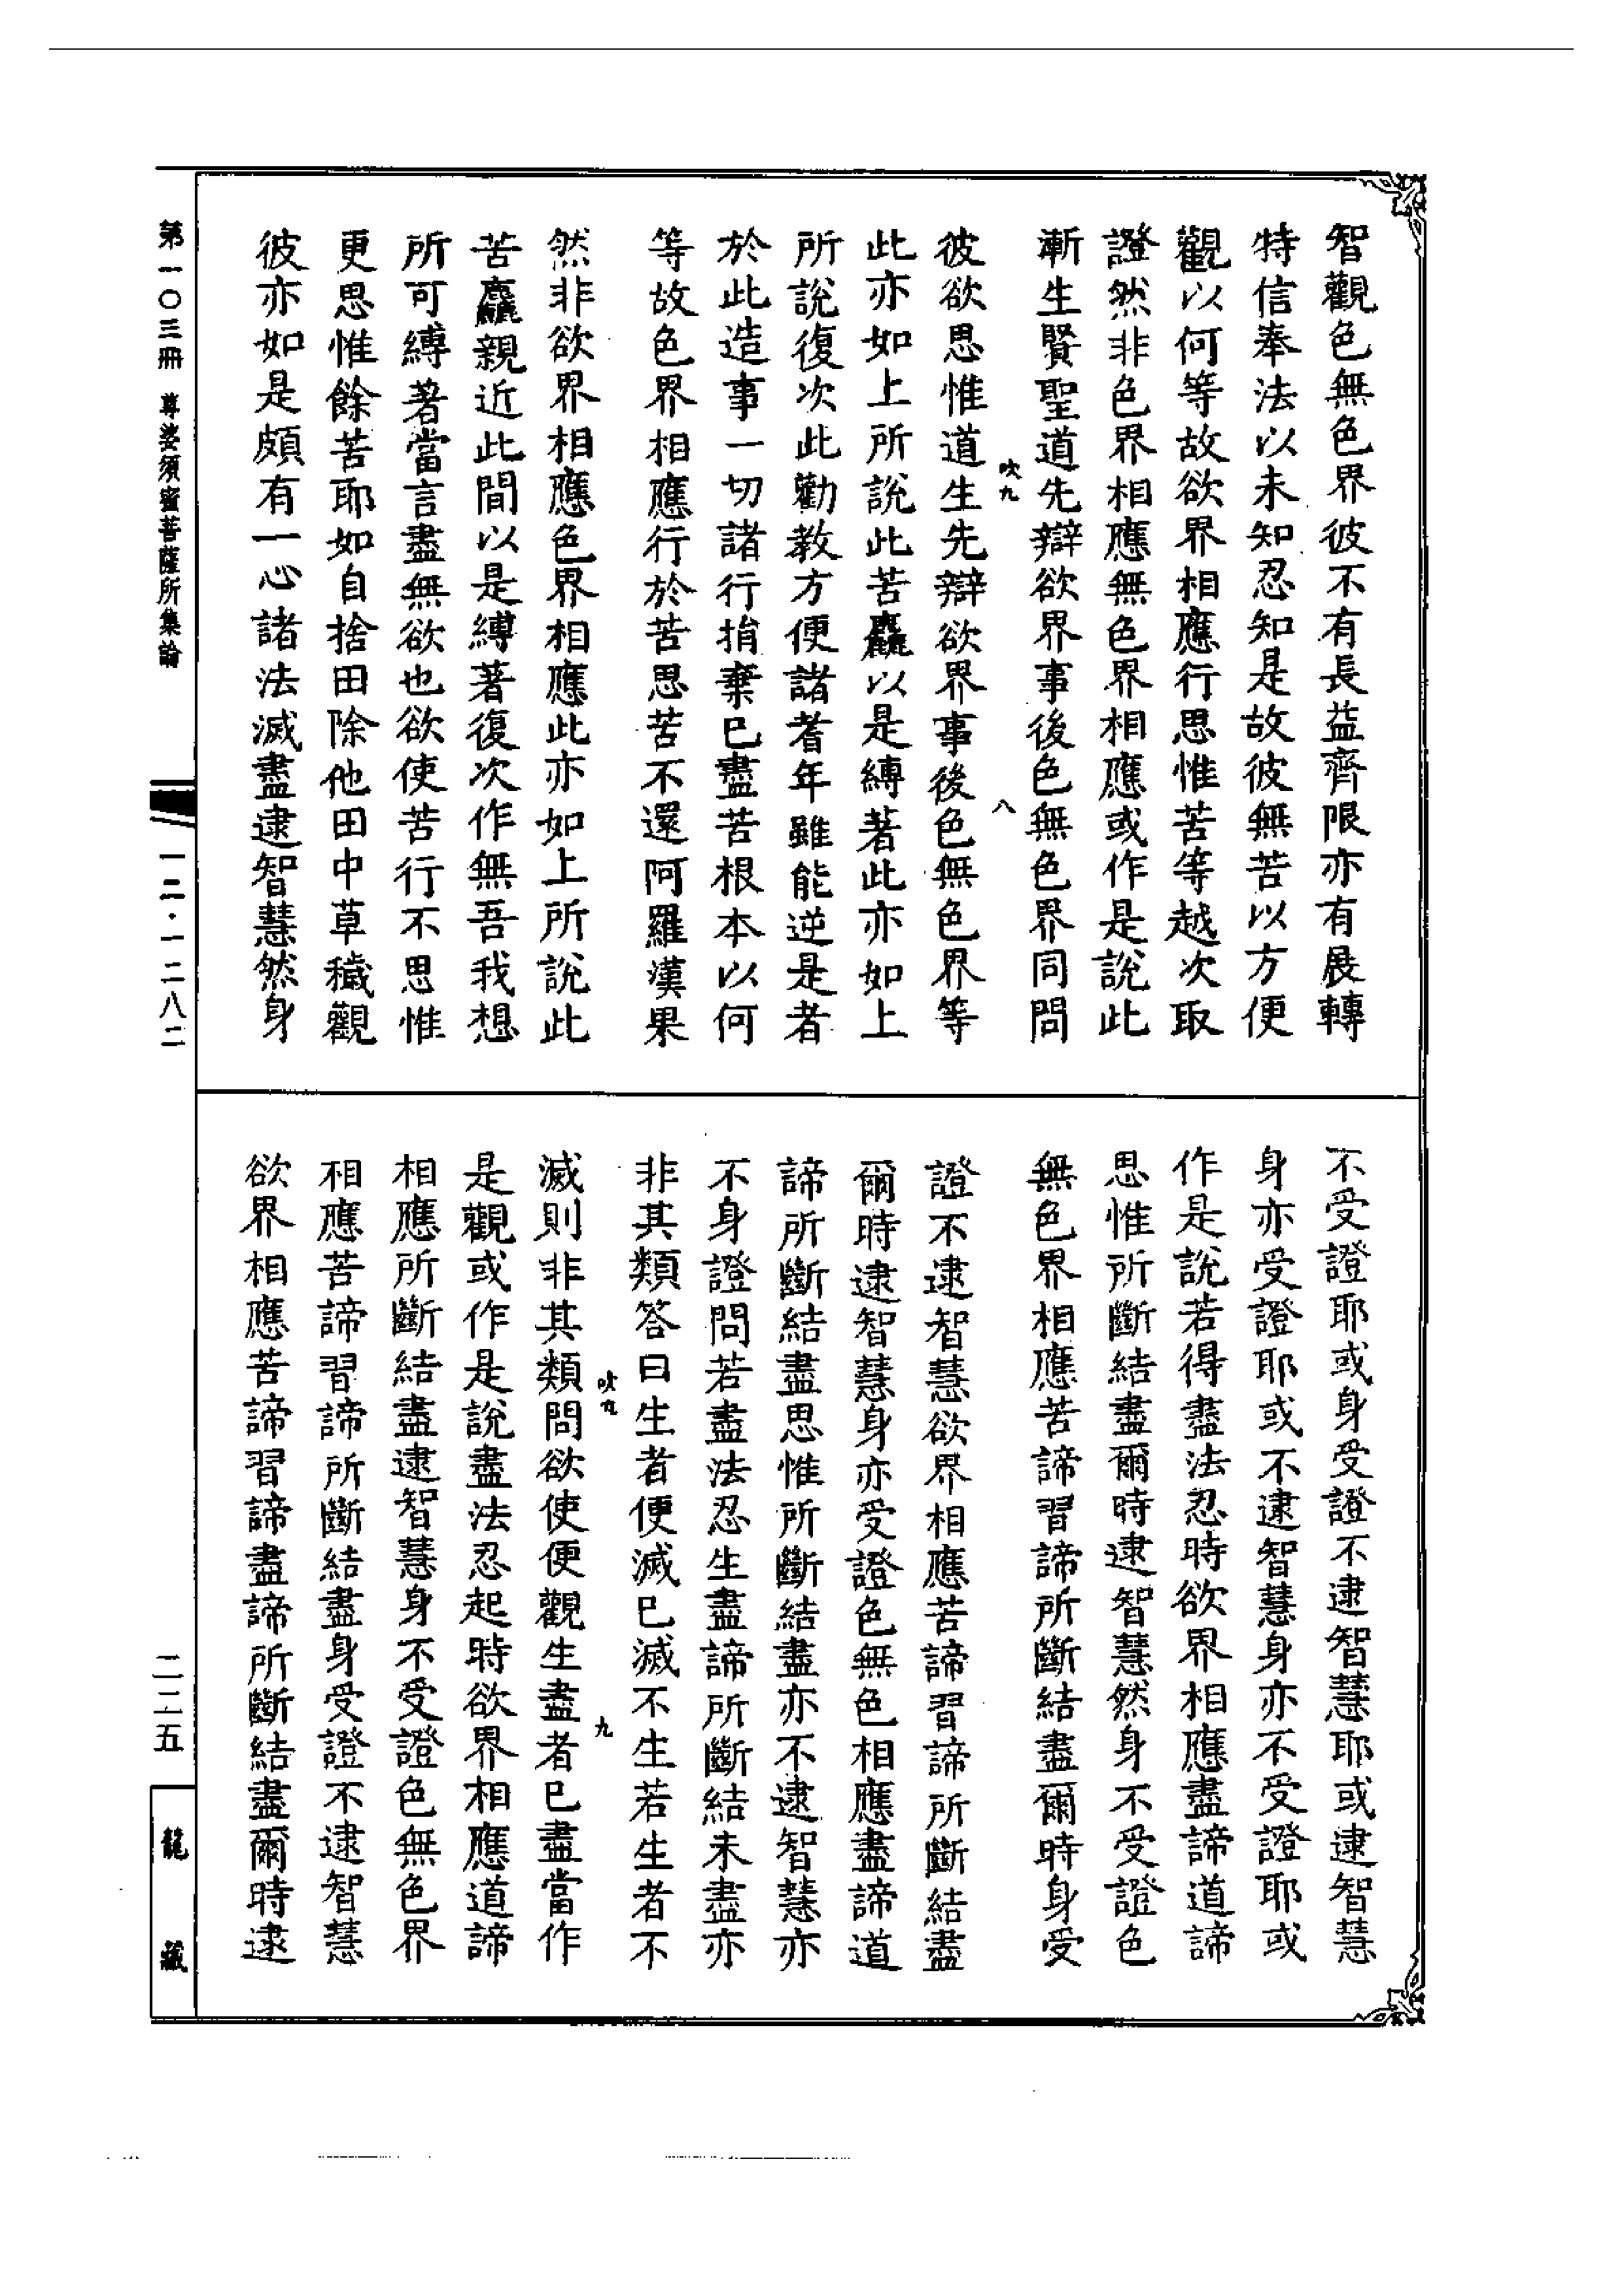 智觀色無色界彼不有長益齊限亦有展轉
特信奉法以未知忍知是故彼無苦以方便
觀以何等故欲界相應行思惟苦等越次取
證然非色界相應無色界相應或作是說此
漸生賢聖道先辯欲界事後色無色界同問
吹九
八
彼欲思惟道生先辯欲界事後色無色界等
此亦如上所說此苦麤以是縛著此亦如上
所說復次此勸教方便諸耆年雖能逆是者
於此造事一切諸行捐棄已盡苦根本以何
等故色界相應行於苦思苦不還阿羅漢果
然非欲界相應色界相應此亦如上所說此
苦麤親近此間以是縛著復次作無吾我想
所可縛著當言盡無欲也欲使苦行不思惟
更思惟餘苦耶如自捨田除他田中草穢觀
彼亦如是頗有一心諸法滅盡逮智慧然身
不受證耶或身受證不逮智慧耶或逮智慧
身亦受證耶或不逮智慧身亦不受證耶或
作是說若得盡法忍時欲界相應盡諦道諦
思惟所斷結盡爾時逮智慧然身不受證色
無色界相應苦諦習諦所斷結盡爾時身受
證不逮智慧欲界相應苦諦習諦所斷結盡
爾時逮智慧身亦受證色無色相應盡諦道
諦所斷結盡思惟所斷結盡亦不逮智慧亦
不身證問若盡法忍生盡諦所斷結未盡亦
非其類答曰生者便滅已滅不生若生者不
吹九
九
滅則非其類問欲使便觀生盡者已盡當作
是觀或作是說盡法忍起時欲界相應道諦
相應所斷結盡逮智慧身不受證色無色界
相應苦諦習諦所斷結盡身受證不逮智慧
欲界相應苦諦習諦盡諦所斷結盡爾時逮
第一〇三冊 尊婆須蜜菩薩所集論
一二·一二八二
二二五
龍藏